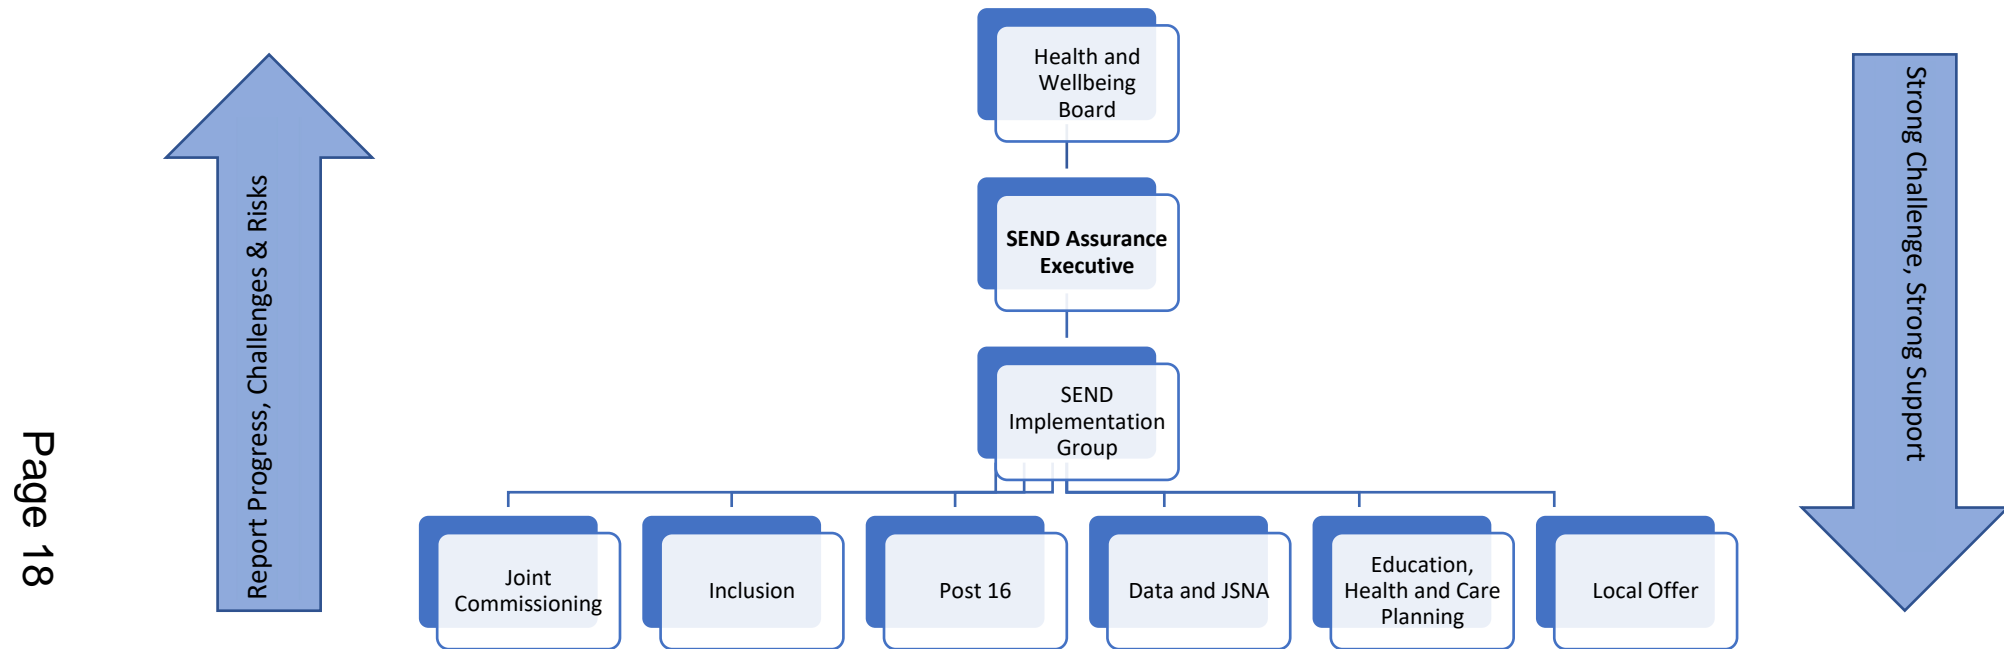 Health and
Wellbeing
Board
SEND Assurance
Executive
SEND
Implementation
Group
Joint
Commissioning
Inclusion
Post 16
Data and JSNA
Education,
Health and Care
Planning
Local Offer
Report Progress, Challenges & Risks
Strong Challenge, Strong Support
Page 18